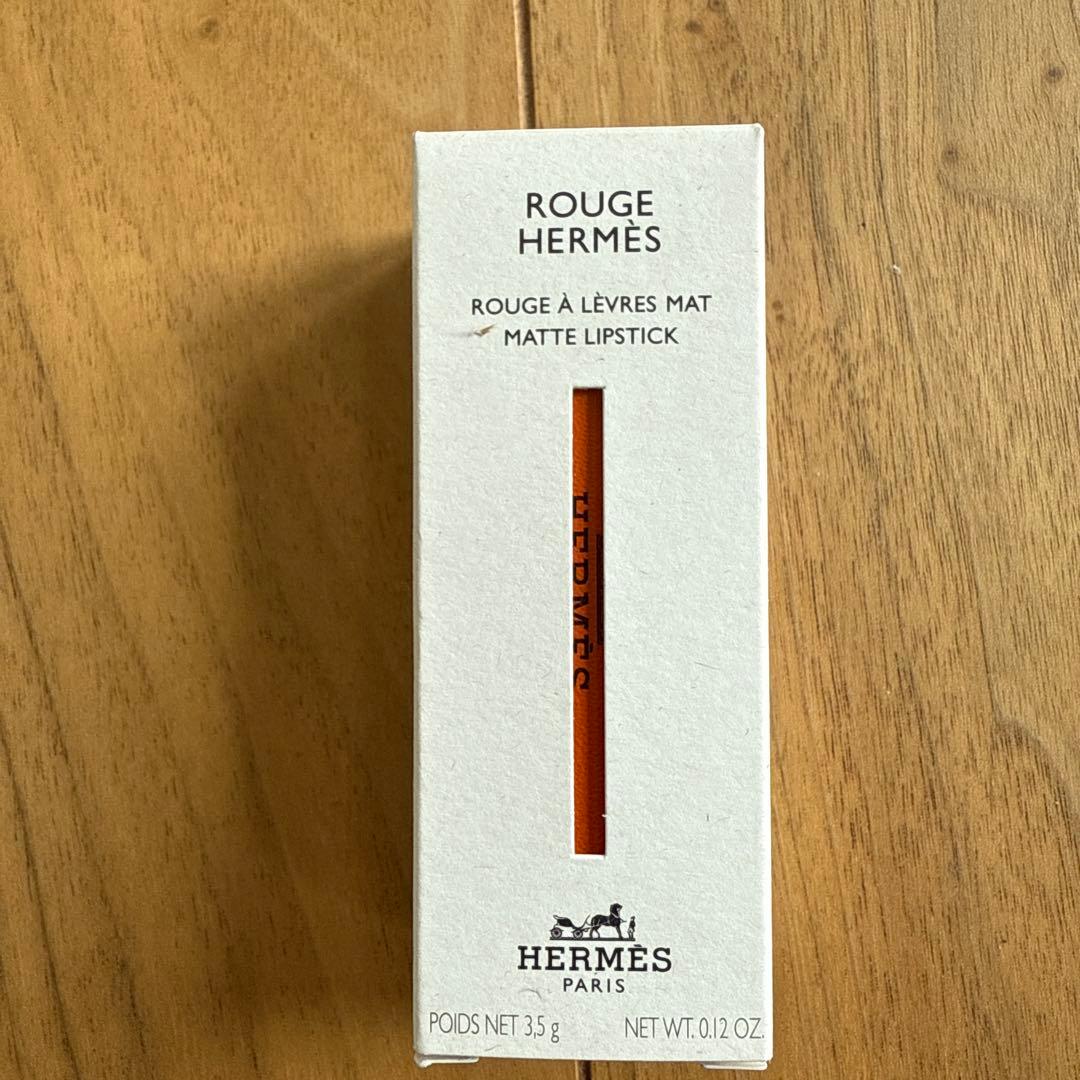 ROUGE
HERMÈS
ROUGE À LÈVRES MAT
MATTE LIPSTICK
HERMÈS
HERMÈS
PARIS
POIDS NET 3,5 g NET WT. 0.12 OZ.